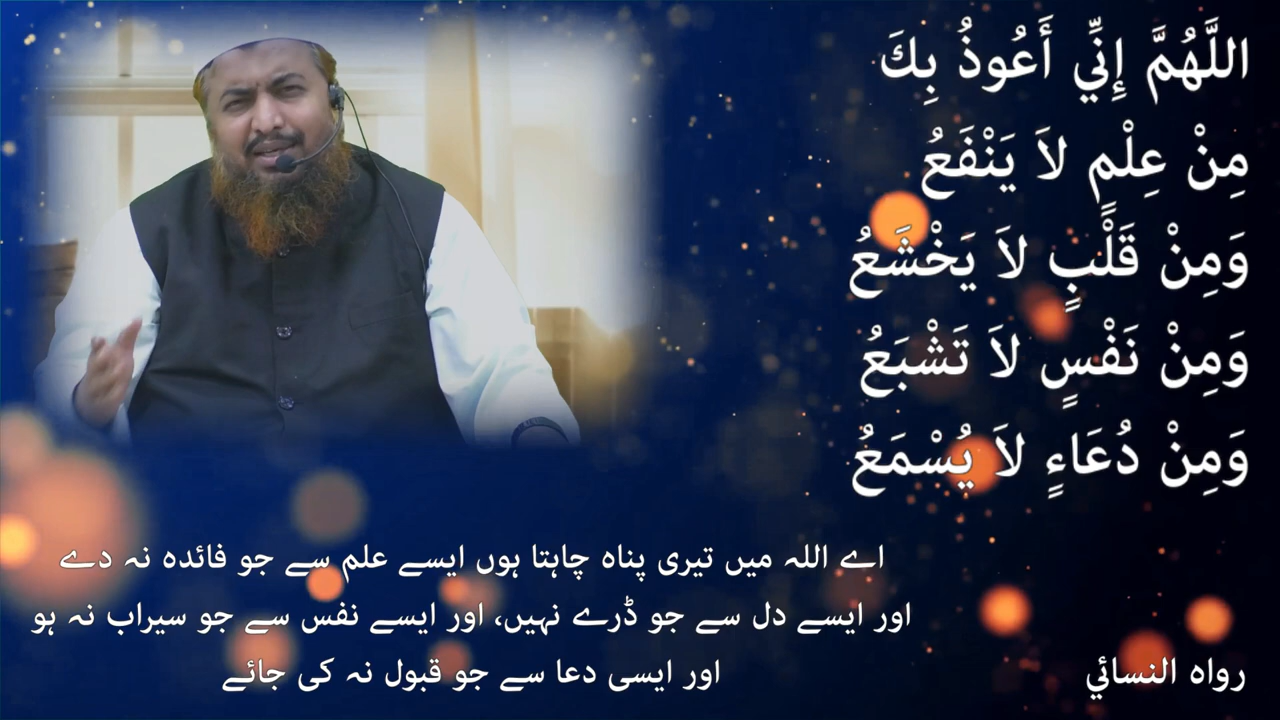 اللَّهُمَّ إِنِّي أَعُوذُ بِكَ
مِنْ عِلْمٍ لاَ يَنْفَعُ
وَمِنْ قَلْبٍ لاَ يَخْشَعُ
وَمِنْ نَفْسٍ لاَ تَشْبَعُ
وَمِنْ دُعَاءٍ لاَ يُسْمَعُ
اے اللہ میں تیری پناہ چاہتا ہوں ایسے علم سے جو فائدہ نہ دے
اور ایسے دل سے جو ڈرے نہیں، اور ایسے نفس سے جو سیراب نہ ہو
اور ایسی دعا سے جو قبول نہ کی جائے
رواه النسائي